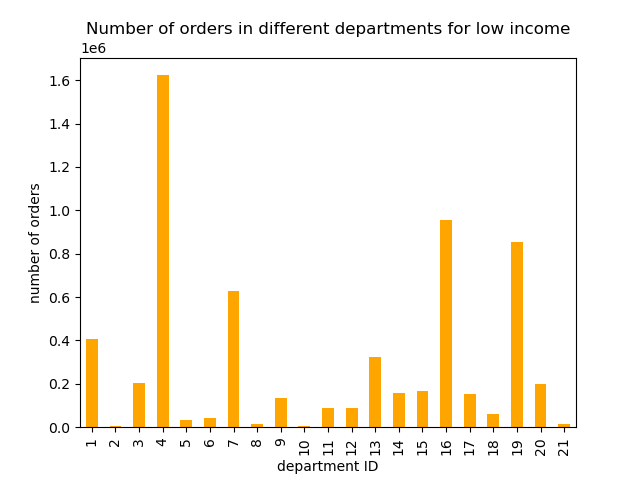 Number of orders in different departments for low income
1e6
1.6
1.4
1.2
1.0
0.8
0.6
0.4
0.2
0.0
number of orders
1 2 3 4 5 6 7 8 9 10 11 12 13 14 15 16 17 18 19 20 21
department ID